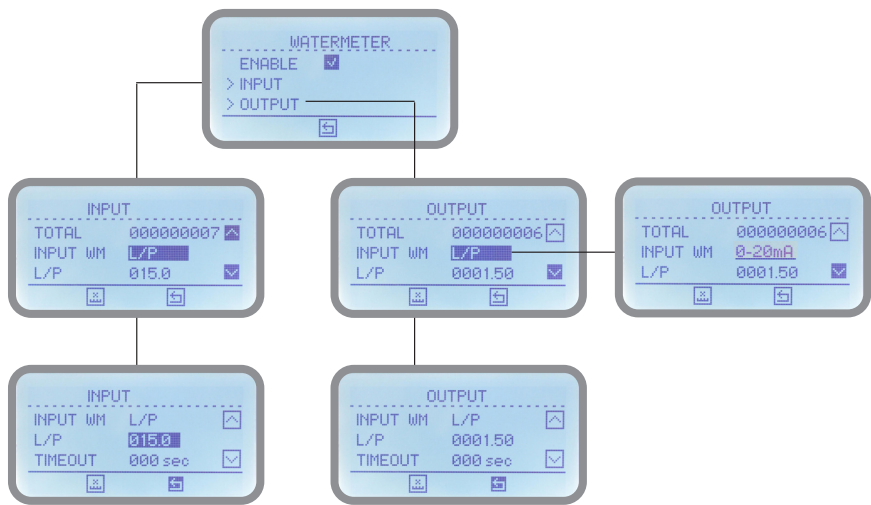 WATERMETER
ENABLE
> INPUT
> OUTPUT
INPUT
TOTAL 000000007
INPUT WM L/P
L/P 015.0
OUTPUT
TOTAL 000000006
INPUT WM L/P
L/P 0001.50
OUTPUT
TOTAL 000000006
INPUT WM 0-20mA
L/P 0001.50
INPUT
INPUT WM L/P
L/P 015.0
TIMEOUT 000 sec
OUTPUT
INPUT WM L/P
L/P 0001.50
TIMEOUT 000 sec